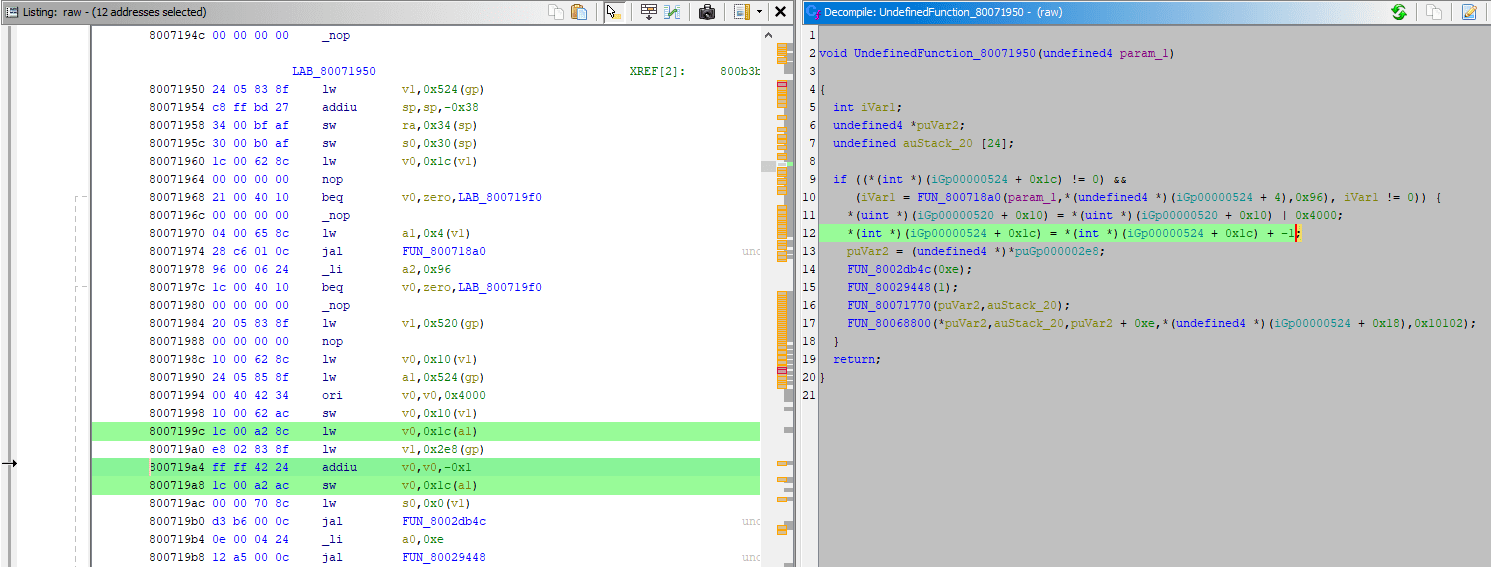 Listing: raw - (12 addresses selected)
8007194c 00 00 00 00 _nop
LAB_80071950 XREF[2]: 800b3b
80071950 24 05 83 8f lw v1,0x524(gp)
80071954 c8 ff bd 27 addiu sp,sp,-0x38
80071958 34 00 bf af sw ra,0x34(sp)
8007195c 30 00 b0 af sw s0,0x30(sp)
80071960 1c 00 62 8c lw v0,0x1c(v1)
80071964 00 00 00 00 nop
80071968 21 00 40 10 beq v0,zero,LAB_800719f0
8007196c 00 00 00 00 _nop
80071970 04 00 65 8c lw a1,0x4(v1)
80071974 28 c6 01 0c jal FUN_800718a0 und
80071978 96 00 06 24 _li a2,0x96
8007197c 1c 00 40 10 beq v0,zero,LAB_800719f0
80071980 00 00 00 00 _nop
80071984 20 05 83 8f lw v1,0x520(gp)
80071988 00 00 00 00 nop
8007198c 10 00 62 8c lw v0,0x10(v1)
80071990 24 05 85 8f lw a1,0x524(gp)
80071994 00 40 42 34 ori v0,v0,0x4000
80071998 10 00 62 ac sw v0,0x10(v1)
8007199c 1c 00 a2 8c lw v0,0x1c(a1)
800719a0 e8 02 83 8f lw v1,0x2e8(gp)
800719a4 ff ff 42 24 addiu v0,v0,-0x1
800719a8 1c 00 a2 ac sw v0,0x1c(a1)
800719ac 00 00 70 8c lw s0,0x0(v1)
800719b0 d3 b6 00 0c jal FUN_8002db4c und
800719b4 0e 00 04 24 _li a0,0xe
800719b8 12 a5 00 0c jal FUN_80029448 und
Decompile: UndefinedFunction_80071950 - (raw)
1
2 void UndefinedFunction_80071950(undefined4 param_1)
3
4 {
5 int iVar1;
6 undefined4 *puVar2;
7 undefined auStack_20 [24];
8
9 if ((*(int *)(iGp00000524 + 0x1c) != 0) &&
10 (iVar1 = FUN_800718a0(param_1,*(undefined4 *)(iGp00000524 + 4),0x96), iVar1 != 0)) {
11 *(uint *)(iGp00000520 + 0x10) = *(uint *)(iGp00000520 + 0x10) | 0x4000;
12 *(int *)(iGp00000524 + 0x1c) = *(int *)(iGp00000524 + 0x1c) + -1;
13 puVar2 = (undefined4 *)*puGp000002e8;
14 FUN_8002db4c(0xe);
15 FUN_80029448(1);
16 FUN_80071770(puVar2,auStack_20);
17 FUN_80068800(*puVar2,auStack_20,puVar2 + 0xe,*(undefined4 *)(iGp00000524 + 0x18),0x10102);
18 }
19 return;
20 }
21